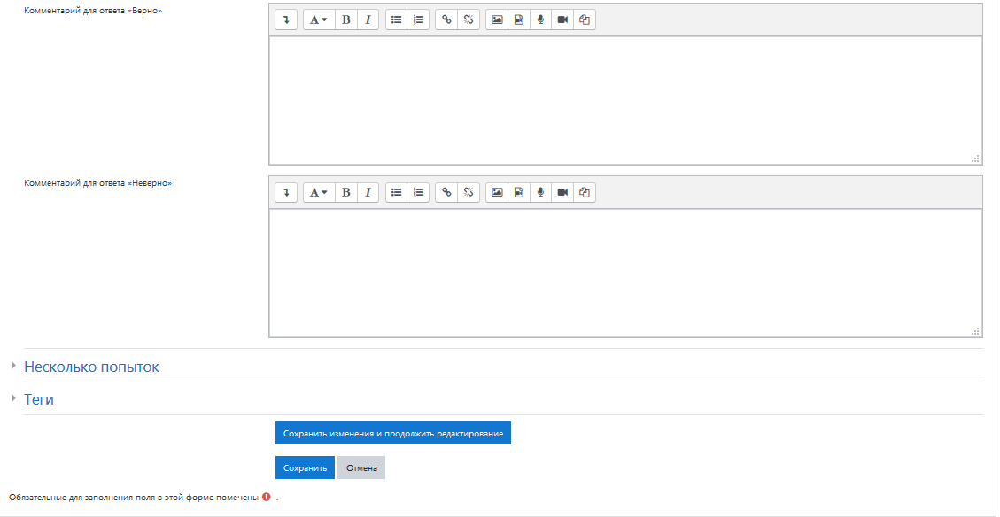 Комментарий для ответа «Верно»
A B I
Комментарий для ответа «Неверно»
A B I
Несколько попыток
Теги
Сохранить изменения и продолжить редактирование
Сохранить Отмена
Обязательные для заполнения поля в этой форме помечены ! .